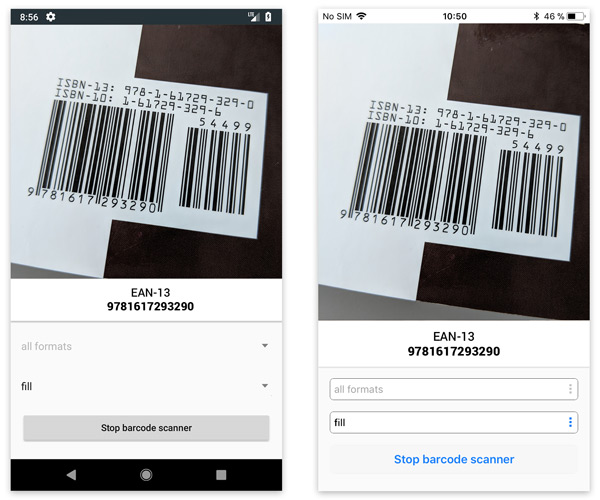 8:56
LTE
ISBN-13: 978-1-61729-329-0
ISBN-10: 1-61729-329-6
54499
9 781617 293290
EAN-13
9781617293290
all formats
fill
Stop barcode scanner
No SIM
10:50
46 %
ISBN-13: 978-1-61729-329-0
ISBN-10: 1-61729-329-6
54499
9 781617 293290
EAN-13
9781617293290
all formats
fill
Stop barcode scanner